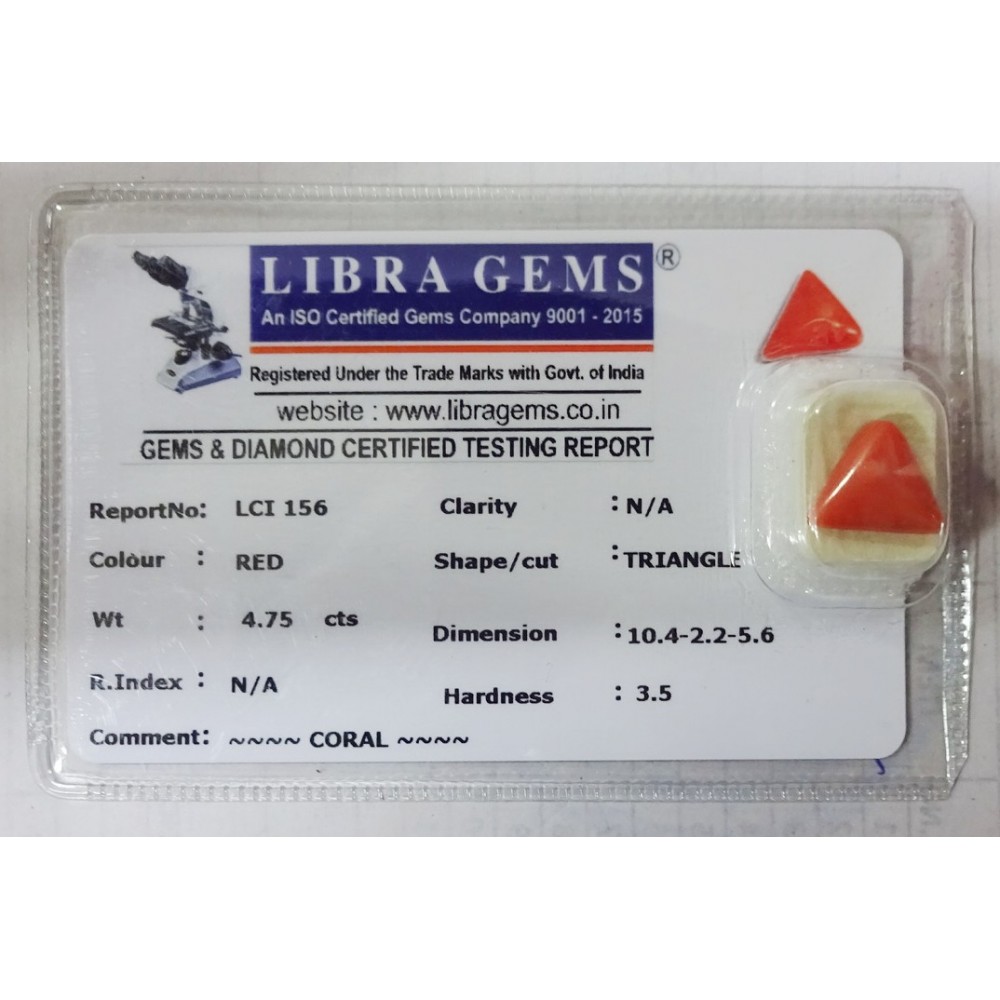 LIBRA GEMS ®
An ISO Certified Gems Company 9001 - 2015
Registered Under the Trade Marks with Govt. of India
website : www.libragems.co.in
GEMS & DIAMOND CERTIFIED TESTING REPORT
ReportNo: LCI 156 Clarity : N/A
Colour : RED Shape/cut : TRIANGLE
Wt : 4.75 cts Dimension : 10.4-2.2-5.6
R.Index : N/A Hardness : 3.5
Comment: ~~~~ CORAL ~~~~